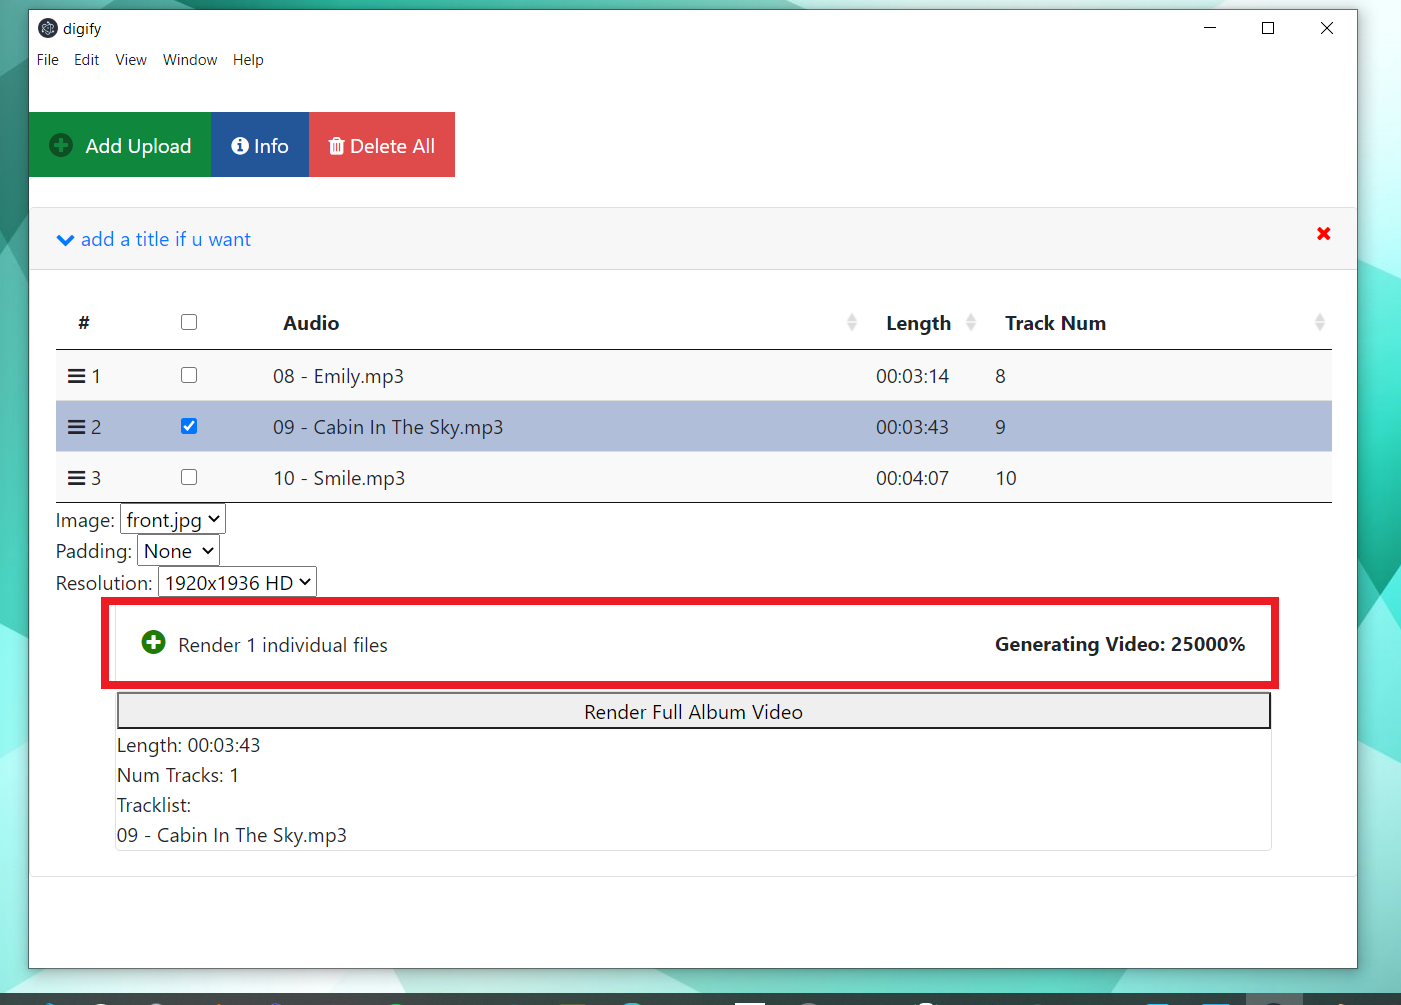 digify
File Edit View Window Help
Add Upload Info Delete All
add a title if u want
# Audio Length Track Num
1 08 - Emily.mp3 00:03:14 8
2 09 - Cabin In The Sky.mp3 00:03:43 9
3 10 - Smile.mp3 00:04:07 10
Image: front.jpg
Padding: None
Resolution: 1920x1936 HD
Render 1 individual files Generating Video: 25000%
Render Full Album Video
Length: 00:03:43
Num Tracks: 1
Tracklist:
09 - Cabin In The Sky.mp3